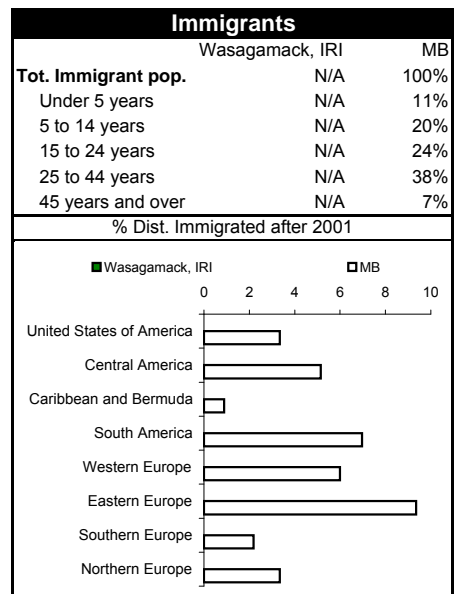 Immigrants
Wasagamack, IRI MB
Tot. Immigrant pop. N/A 100%
Under 5 years N/A 11%
5 to 14 years N/A 20%
15 to 24 years N/A 24%
25 to 44 years N/A 38%
45 years and over N/A 7%
% Dist. Immigrated after 2001
Wasagamack, IRI MB
0 2 4 6 8 10
United States of America
Central America
Caribbean and Bermuda
South America
Western Europe
Eastern Europe
Southern Europe
Northern Europe